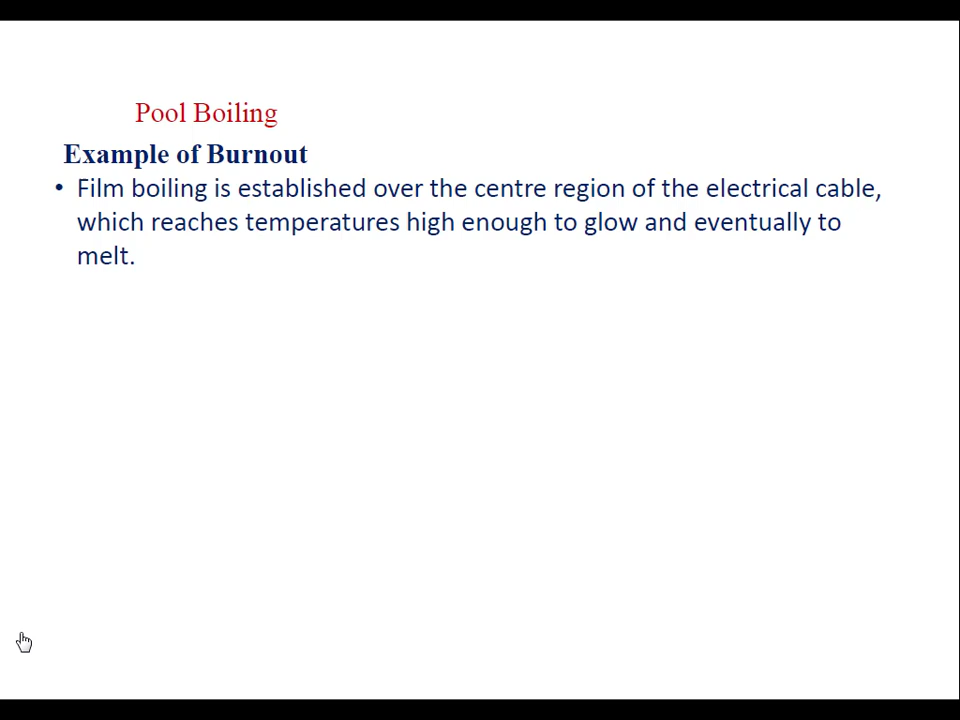 Pool Boiling
Example of Burnout
• Film boiling is established over the centre region of the electrical cable,
which reaches temperatures high enough to glow and eventually to
melt.